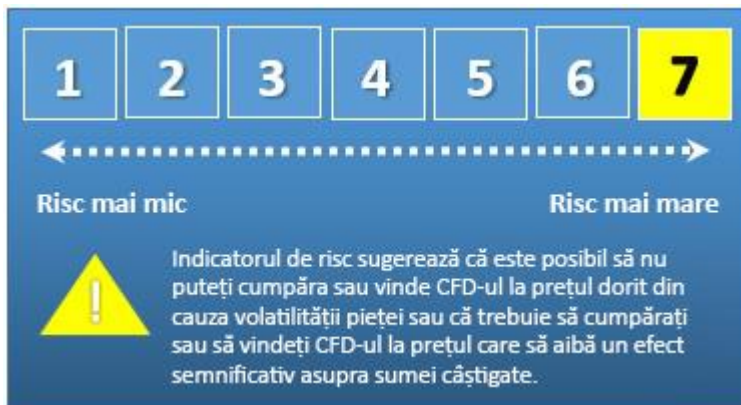 1 2 3 4 5 6 7
Risc mai mic Risc mai mare
! Indicatorul de risc sugerează că este posibil să nu
puteți cumpăra sau vinde CFD-ul la prețul dorit din
cauza volatilității pieței sau că trebuie să cumpărați
sau să vindeți CFD-ul la prețul care să aibă un efect
semnificativ asupra sumei câștigate.